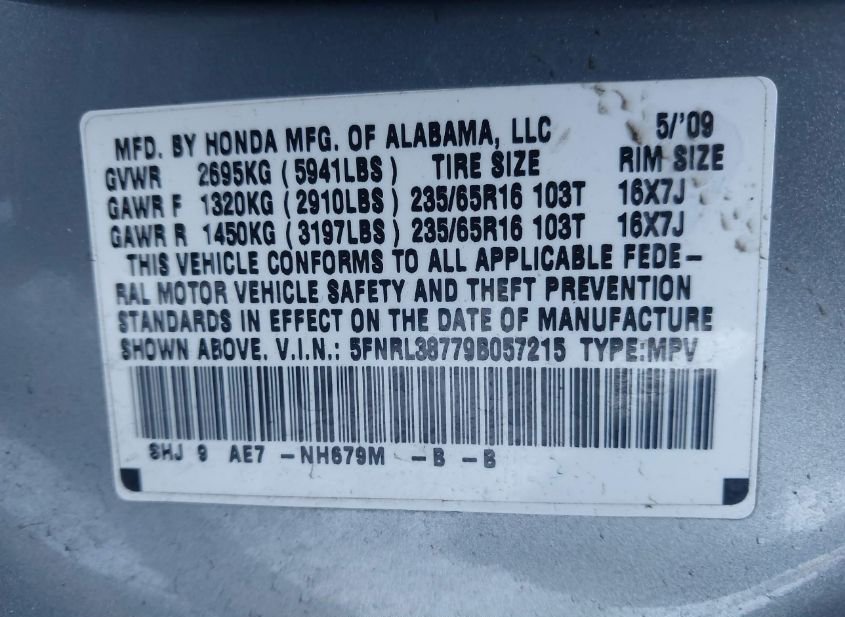 MFD. BY HONDA MFG. OF ALABAMA, LLC 5/'09
GVWR 2695KG (5941LBS) TIRE SIZE RIM SIZE
GAWR F 1320KG (2910LBS) 235/65R16 103T 16X7J
GAWR R 1450KG (3197LBS) 235/65R16 103T 16X7J
THIS VEHICLE CONFORMS TO ALL APPLICABLE FEDE-
RAL MOTOR VEHICLE SAFETY AND THEFT PREVENTION
STANDARDS IN EFFECT ON THE DATE OF MANUFACTURE
SHOWN ABOVE. V.I.N.: 5FNRL38779B057215 TYPE:MPV
SHJ 9 AE7 -NH679M -B -B